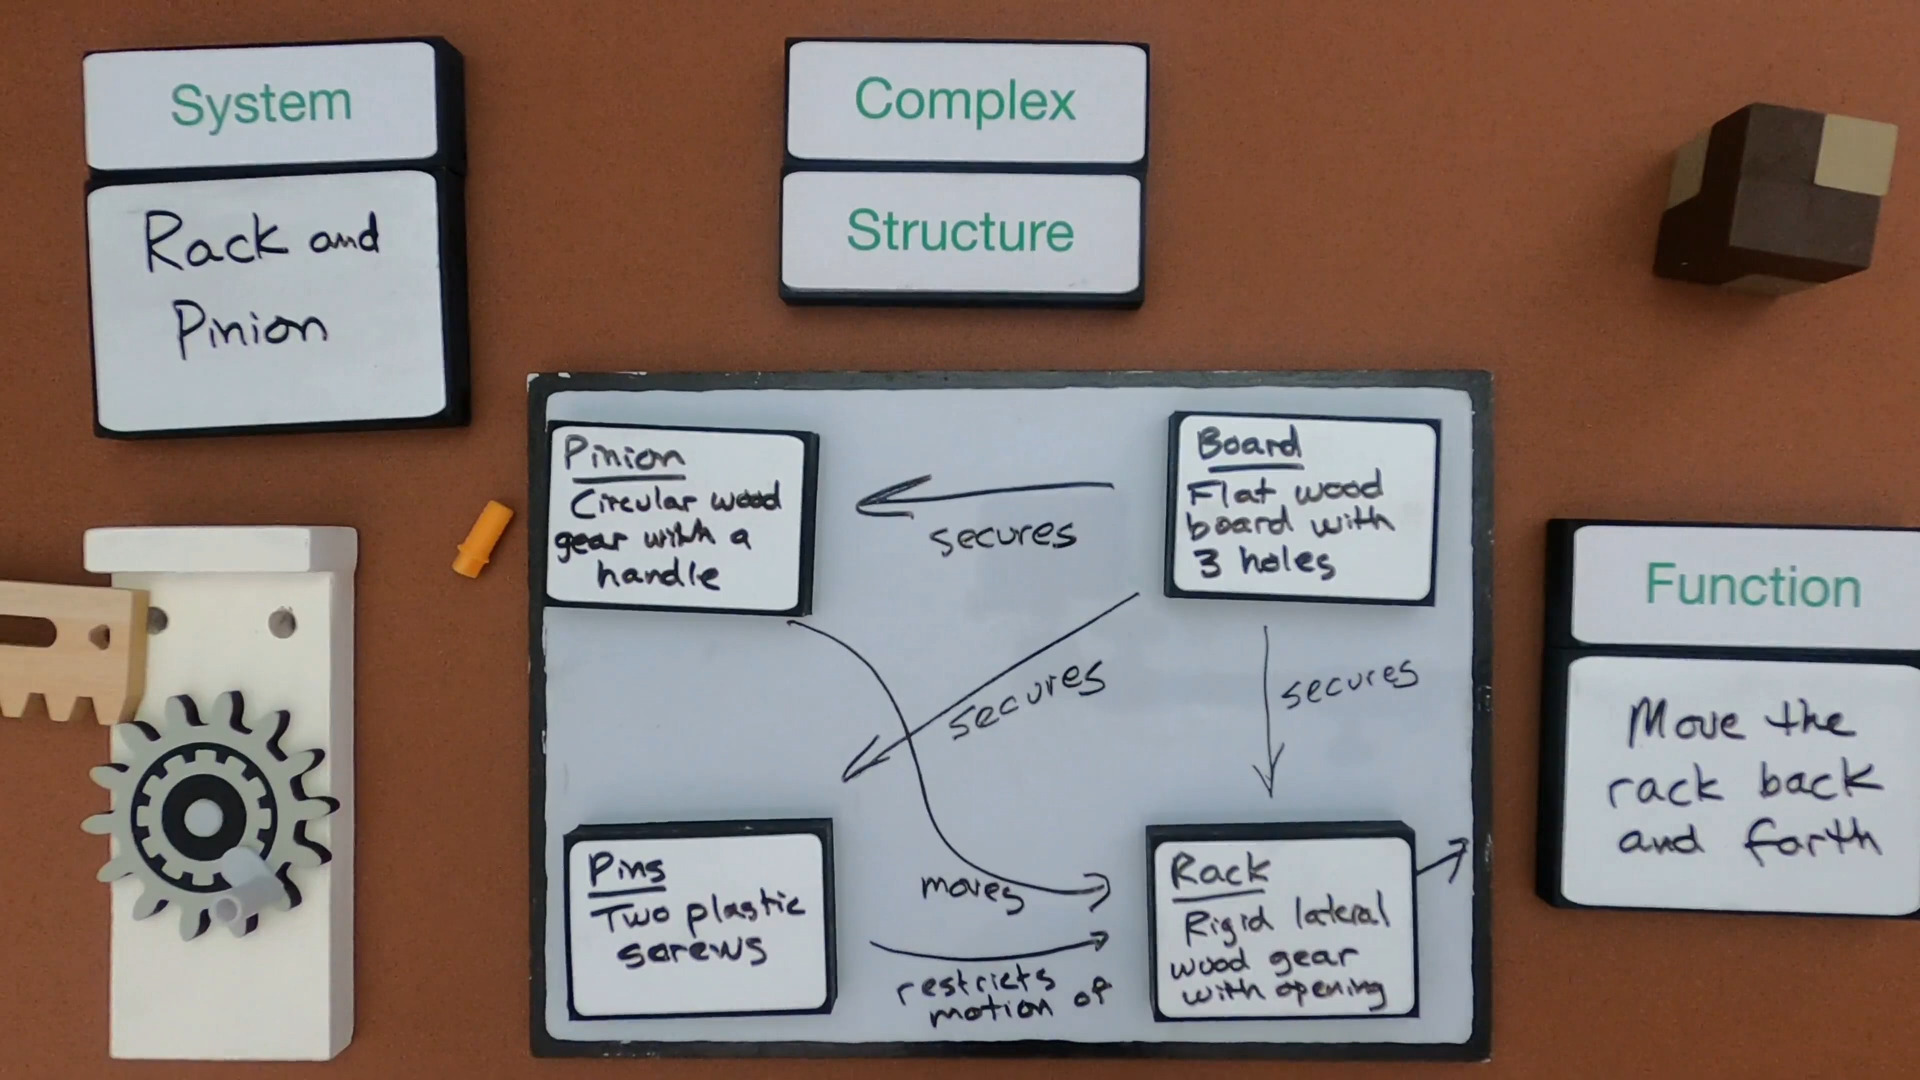 System
Rack and
Pinion
Complex
Structure
Pinion
Circular wood
gear with a
handle
secures
Board
Flat wood
board with
3 holes
secures
secures
moves
Pins
Two plastic
screws
restricts
motion of
Rack
Rigid lateral
wood gear
with opening
Function
Move the
rack back
and forth